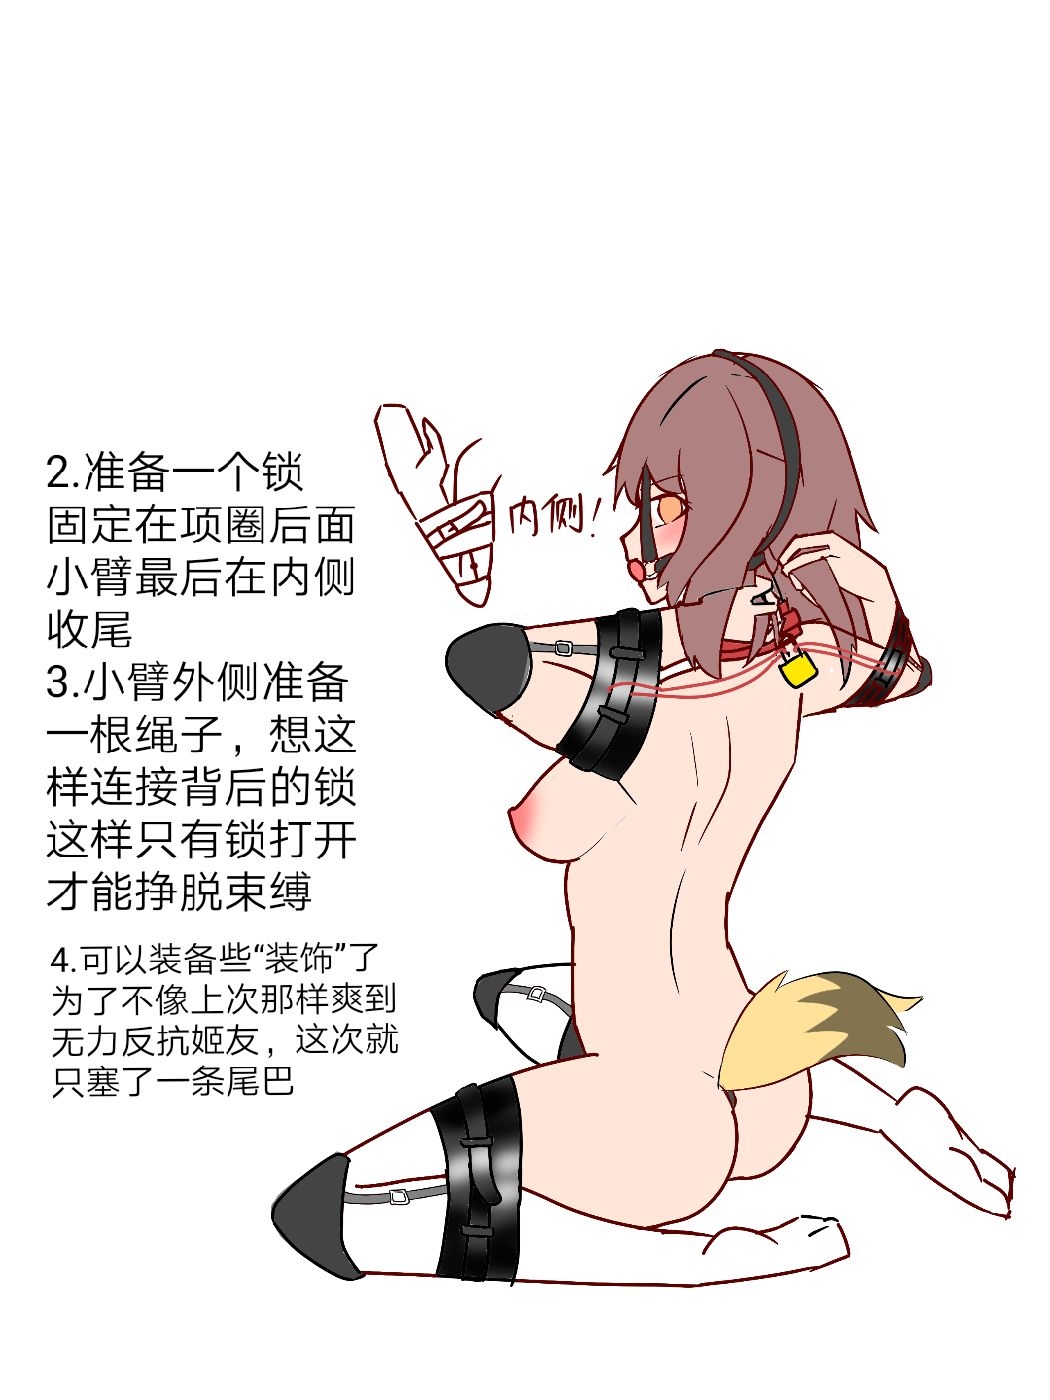 2.准备一个锁
固定在项圈后面
小臂最后在内侧
收尾
3.小臂外侧准备
一根绳子，想这
样连接背后的锁
这样只有锁打开
才能挣脱束缚
4.可以装备些“装饰”了
为了不像上次那样爽到
无力反抗姬友，这次就
只塞了一条尾巴
内侧！